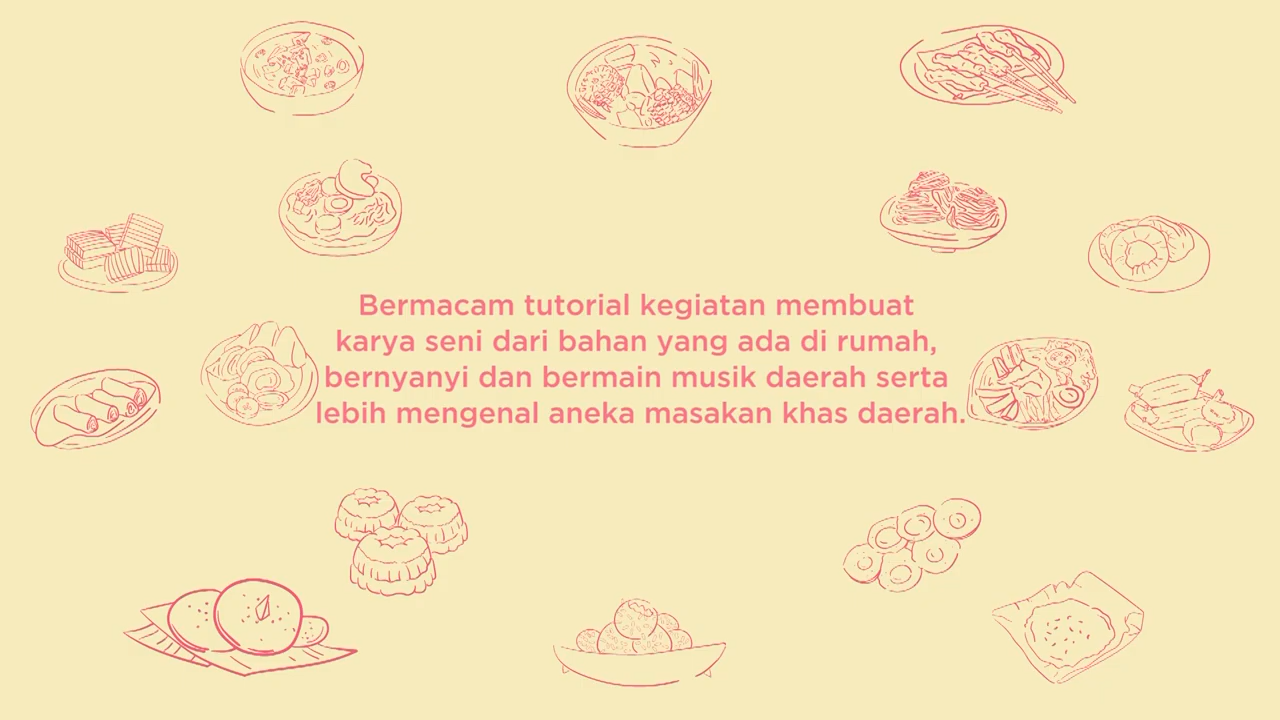 Bermacam tutorial kegiatan membuat
karya seni dari bahan yang ada di rumah,
bernyanyi dan bermain musik daerah serta
lebih mengenal aneka masakan khas daerah.